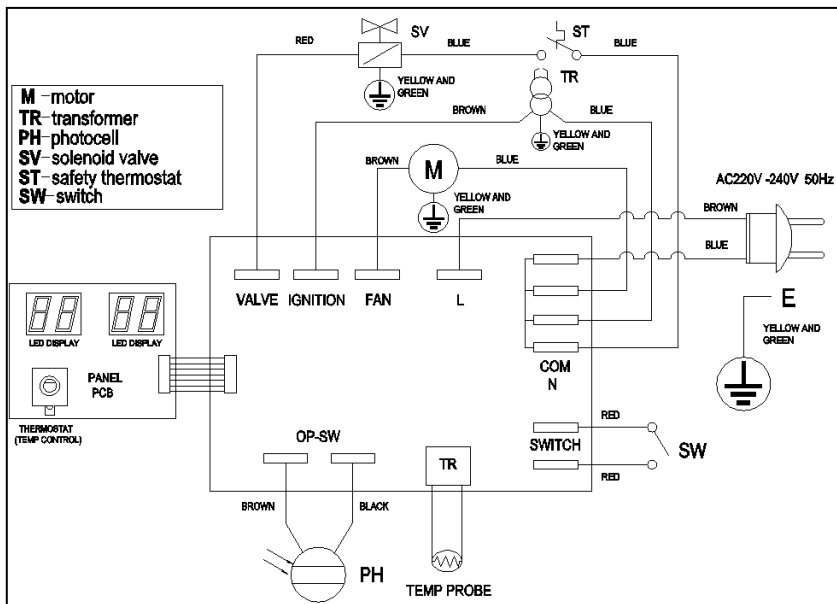 RED
SV
BLUE
ST
BLUE
YELLOW AND
GREEN
TR
BROWN
BLUE
YELLOW AND
GREEN
M-motor
TR-transformer
PH-photocell
SV-solenoid valve
ST-safety thermostat
SW-switch
BROWN
M
BLUE
YELLOW AND
GREEN
AC220V -240V 50Hz
BROWN
BLUE
VALVE
IGNITION
FAN
L
E
YELLOW AND
GREEN
COM
N
88
88
LED DISPLAY
LED DISPLAY
PANEL
PCB
THERMOSTAT
(TEMP CONTROL)
OP-SW
TR
SWITCH
RED
RED
SW
BROWN
BLACK
PH
TEMP PROBE